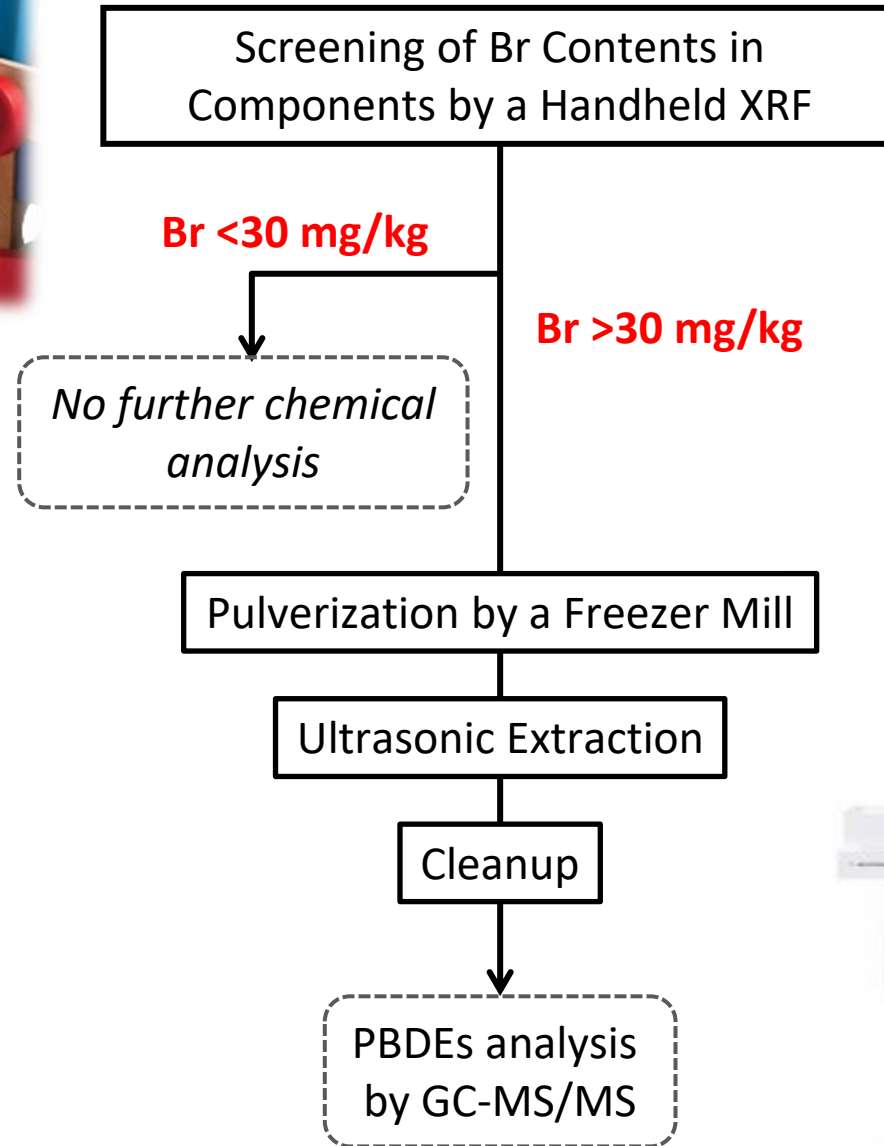 Screening of Br Contents in
Components by a Handheld XRF
Br <30 mg/kg
Br >30 mg/kg
No further chemical
analysis
Pulverization by a Freezer Mill
Ultrasonic Extraction
Cleanup
PBDEs analysis
by GC-MS/MS